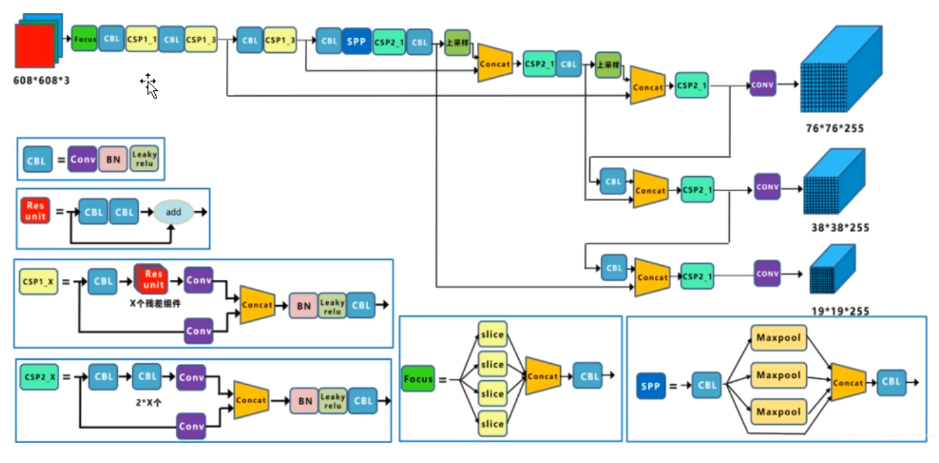 608*608*3
Focus CBL CSP1_1 CBL CSP1_3 CBL CSP1_3 CBL SPP CSP2_1 CBL 上采样
Concat CSP2_1 CBL 上采样
Concat CSP2_1 CONV
76*76*255
CBL Concat CSP2_1 CONV
38*38*255
CBL Concat CSP2_1 CONV
19*19*255
CBL = Conv BN Leaky relu
Res unit = CBL CBL add
CSP1_X = CBL Res unit Conv
X个残差组件
Concat BN Leaky relu CBL
Conv
CSP2_X = CBL CBL Conv
2*X个
Concat BN Leaky relu CBL
Conv
Focus = slice
slice
slice
slice
Concat CBL
SPP = CBL Maxpool
Maxpool
Maxpool
Concat CBL